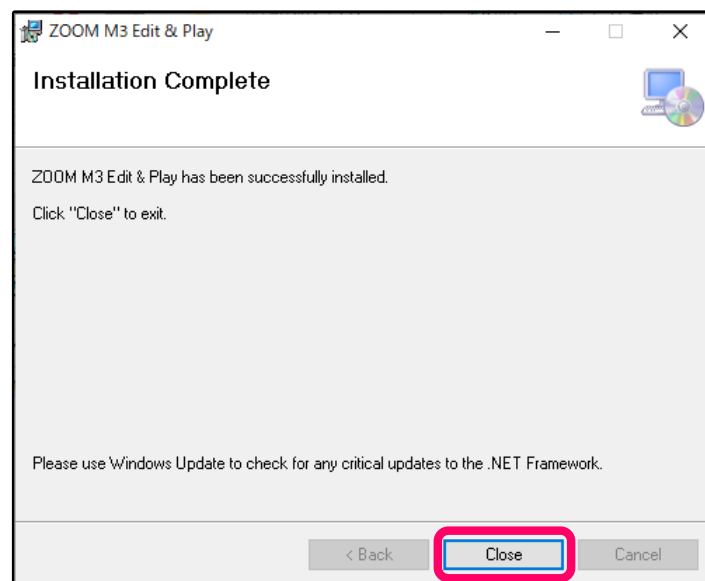 ZOOM M3 Edit & Play
Installation Complete
ZOOM M3 Edit & Play has been successfully installed.
Click "Close" to exit.
Please use Windows Update to check for any critical updates to the .NET Framework.
< Back Close Cancel